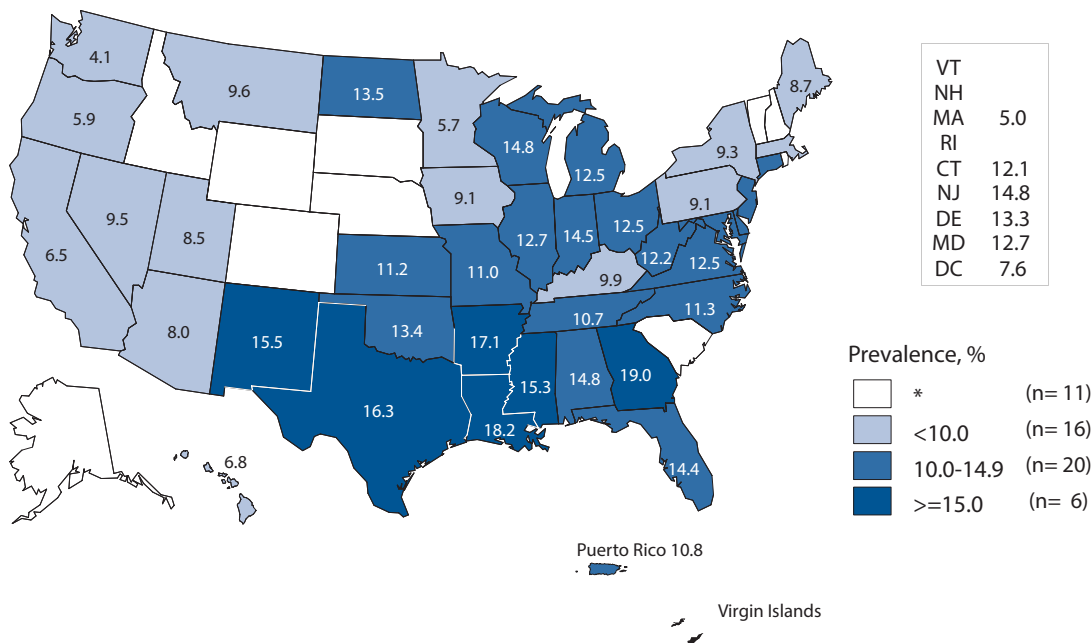 4.1
9.6
13.5
5.7
8.7
5.9
14.8
9.3
12.5
9.1
9.1
9.5
8.5
12.7
14.5
12.5
6.5
12.2
12.5
11.2
11.0
9.9
11.3
10.7
8.0
15.5
13.4
17.1
15.3
14.8
19.0
16.3
18.2
14.4
6.8
VT
NH
MA 5.0
RI
CT 12.1
NJ 14.8
DE 13.3
MD 12.7
DC 7.6
Prevalence, %
* (n= 11)
<10.0 (n= 16)
10.0-14.9 (n= 20)
>=15.0 (n= 6)
Puerto Rico 10.8
Virgin Islands